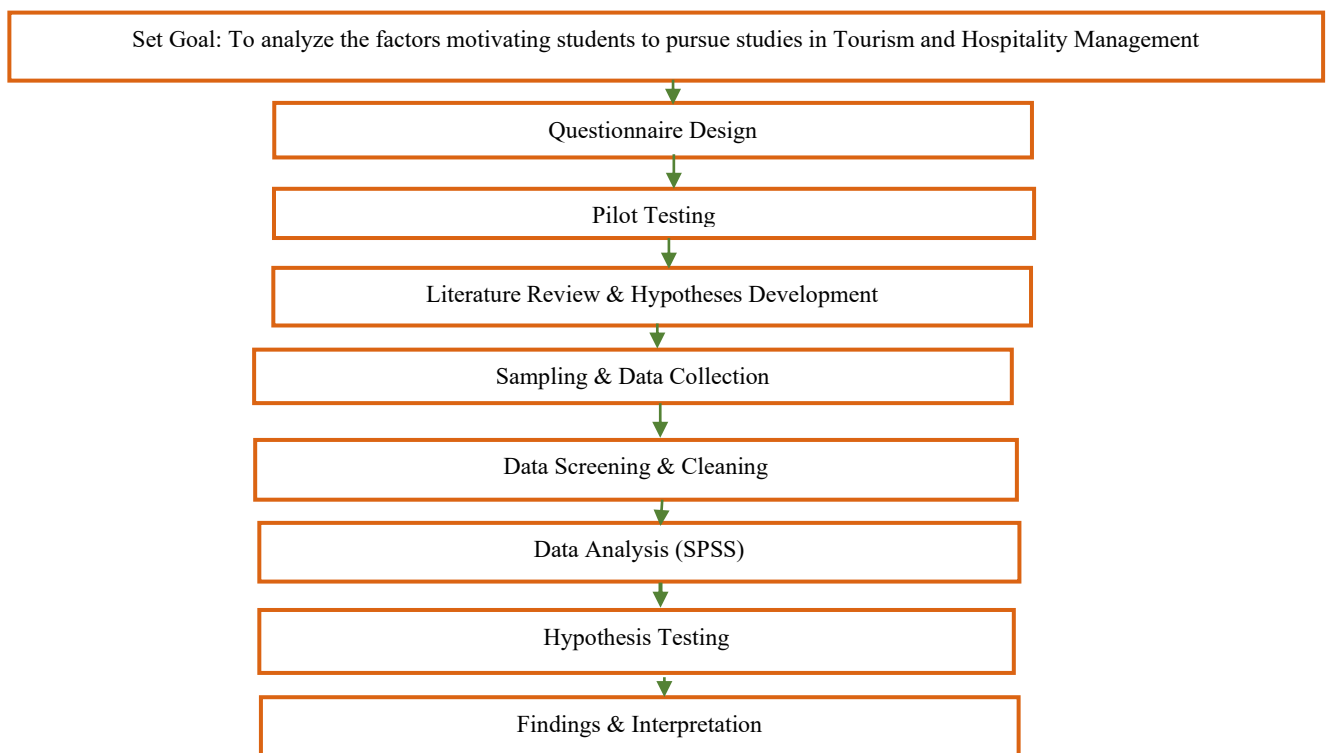 Set Goal: To analyze the factors motivating students to pursue studies in Tourism and Hospitality Management
Questionnaire Design
Pilot Testing
Literature Review & Hypotheses Development
Sampling & Data Collection
Data Screening & Cleaning
Data Analysis (SPSS)
Hypothesis Testing
Findings & Interpretation